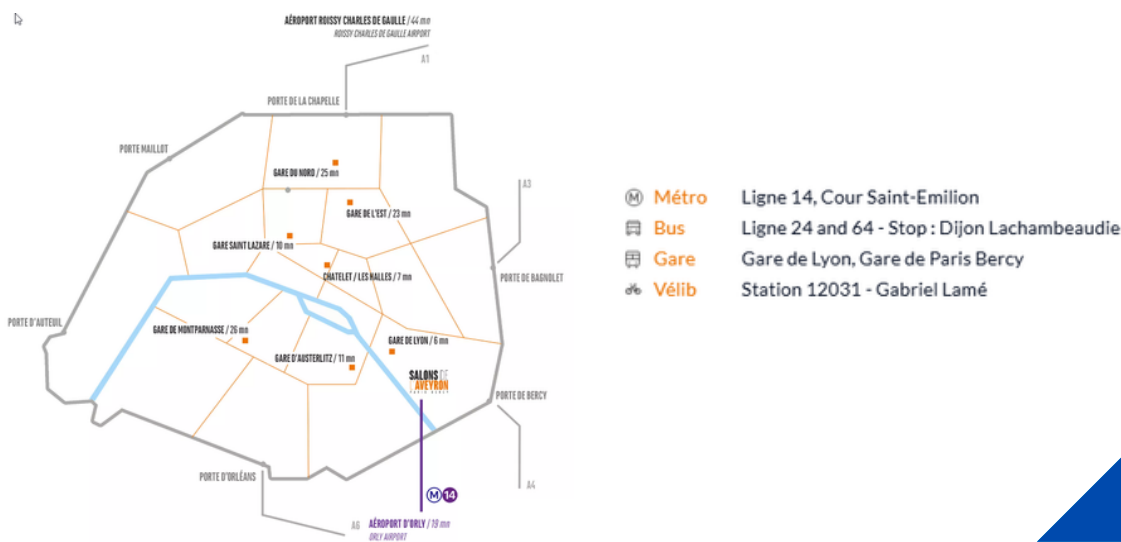 AÉROPORT ROISSY CHARLES DE GAULLE / 44 mn
ROISSY CHARLES DE GAULLE AIRPORT
A1
PORTE DE LA CHAPELLE
PORTE MAILLOT
GARE DU NORD / 25 mn
A3
GARE DE L'EST / 23 mn
GARE SAINT LAZARE / 10 mn
CHATELET / LES HALLES / 7 mn
PORTE DE BAGNOLET
PORTE D'AUTEUIL
GARE DE MONTPARNASSE / 26 mn
GARE DE LYON / 6 mn
GARE D'AUSTERLITZ / 11 mn
SALONS DE
L'AVEYRON
PARIS BERCY
PORTE DE BERCY
PORTE D'ORLÉANS
A4
M 14
A6
AÉROPORT D'ORLY / 19 mn
ORLY AIRPORT
M Métro Ligne 14, Cour Saint-Emilion
Bus Ligne 24 and 64 - Stop : Dijon Lachambeaudie
Gare Gare de Lyon, Gare de Paris Bercy
Vélib Station 12031 - Gabriel Lamé